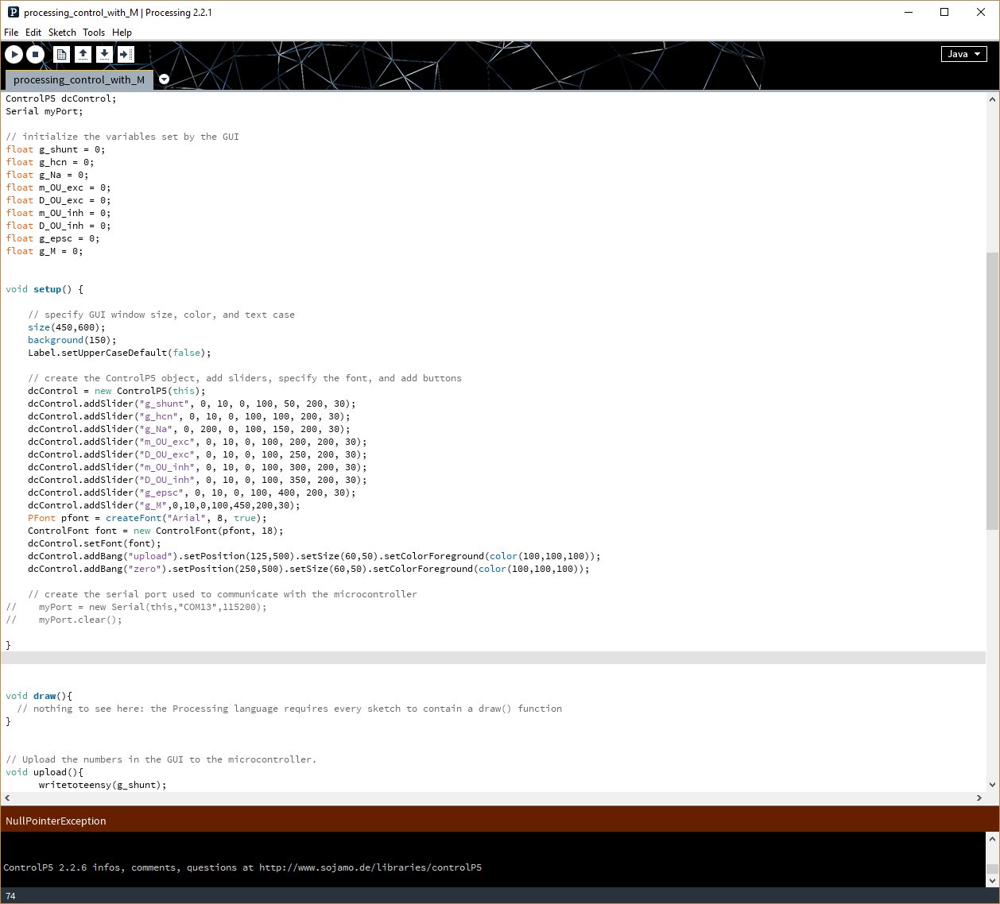 processing_control_with_M | Processing 2.2.1
File Edit Sketch Tools Help
Java
processing_control_with_M
ControlP5 dcControl;
Serial myPort;
// initialize the variables set by the GUI
float g_shunt = 0;
float g_hcn = 0;
float g_Na = 0;
float m_OU_exc = 0;
float D_OU_exc = 0;
float m_OU_inh = 0;
float D_OU_inh = 0;
float g_epsc = 0;
float g_M = 0;
void setup() {
// specify GUI window size, color, and text case
size(450,600);
background(150);
Label.setUpperCaseDefault(false);
// create the ControlP5 object, add sliders, specify the font, and add buttons
dcControl = new ControlP5(this);
dcControl.addSlider("g_shunt", 0, 10, 0, 100, 50, 200, 30);
dcControl.addSlider("g_hcn", 0, 10, 0, 100, 100, 200, 30);
dcControl.addSlider("g_Na", 0, 200, 0, 100, 150, 200, 30);
dcControl.addSlider("m_OU_exc", 0, 10, 0, 100, 200, 200, 30);
dcControl.addSlider("D_OU_exc", 0, 10, 0, 100, 250, 200, 30);
dcControl.addSlider("m_OU_inh", 0, 10, 0, 100, 300, 200, 30);
dcControl.addSlider("D_OU_inh", 0, 10, 0, 100, 350, 200, 30);
dcControl.addSlider("g_epsc", 0, 10, 0, 100, 400, 200, 30);
dcControl.addSlider("g_M",0,10,0,100,450,200,30);
PFont pfont = createFont("Arial", 8, true);
ControlFont font = new ControlFont(pfont, 18);
dcControl.setFont(font);
dcControl.addBang("upload").setPosition(125,500).setSize(60,50).setColorForeground(color(100,100,100));
dcControl.addBang("zero").setPosition(250,500).setSize(60,50).setColorForeground(color(100,100,100));
// create the serial port used to communicate with the microcontroller
// myPort = new Serial(this,"COM13",115200);
// myPort.clear();
}
void draw(){
// nothing to see here: the Processing language requires every sketch to contain a draw() function
}
// Upload the numbers in the GUI to the microcontroller.
void upload(){
writetoteensy(g_shunt);
NullPointerException
ControlP5 2.2.6 infos, comments, questions at http://www.sojamo.de/libraries/controlP5
74